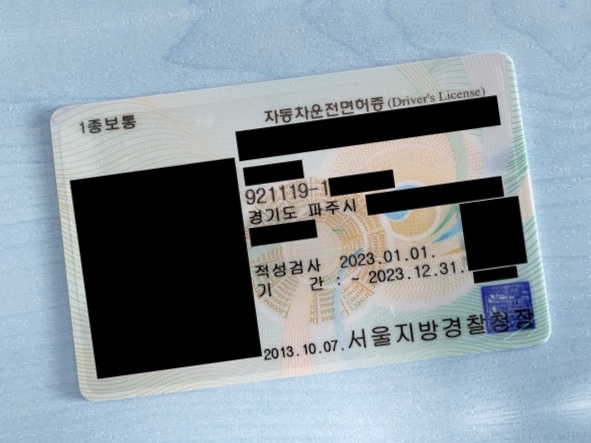 1종보통
자동차운전면허증 (Driver's License)
921119-1
경기도 파주시
적성검사 2023.01.01.
기 간 : ~ 2023.12.31.
2013.10.07. 서울지방경찰청장